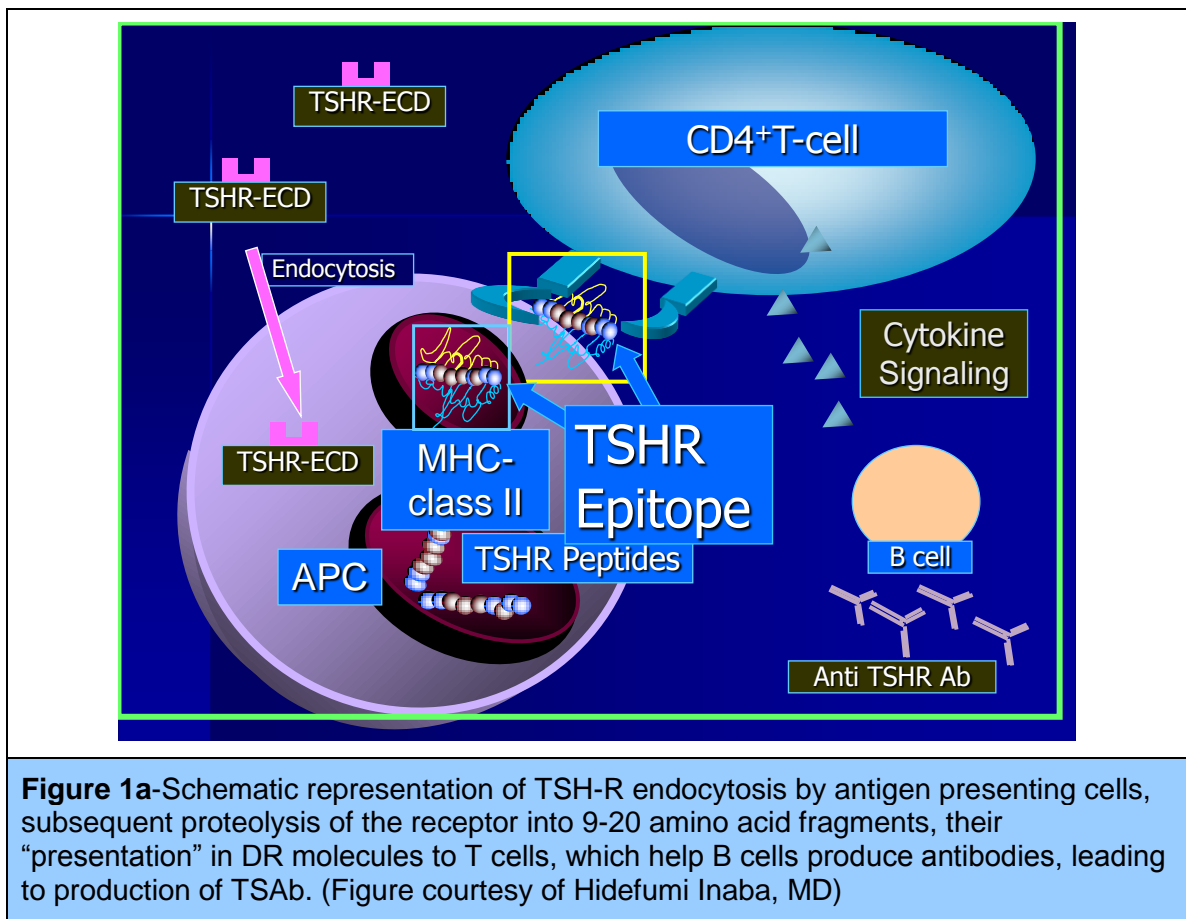 TSHR-ECD
CD4+T-cell
TSHR-ECD
Endocytosis
Cytokine
Signaling
TSHR-ECD
MHC-
class II
TSHR
Epitope
TSHR Peptides
APC
B cell
Anti TSHR Ab
Figure 1a-Schematic representation of TSH-R endocytosis by antigen presenting cells,
subsequent proteolysis of the receptor into 9-20 amino acid fragments, their
“presentation” in DR molecules to T cells, which help B cells produce antibodies, leading
to production of TSAb. (Figure courtesy of Hidefumi Inaba, MD)